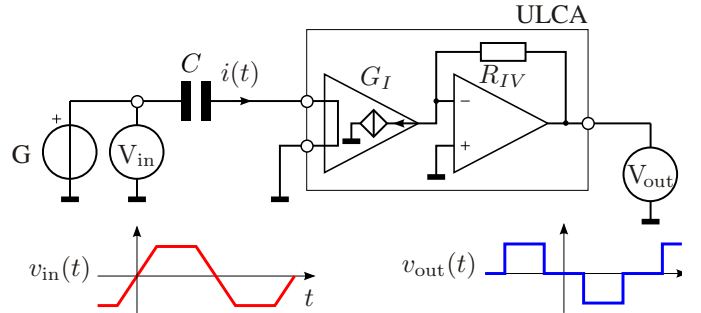 ULCA
C
i(t)
G_I
R_IV
+
−
+
G
V_in
V_out
v_in(t)
t
v_out(t)